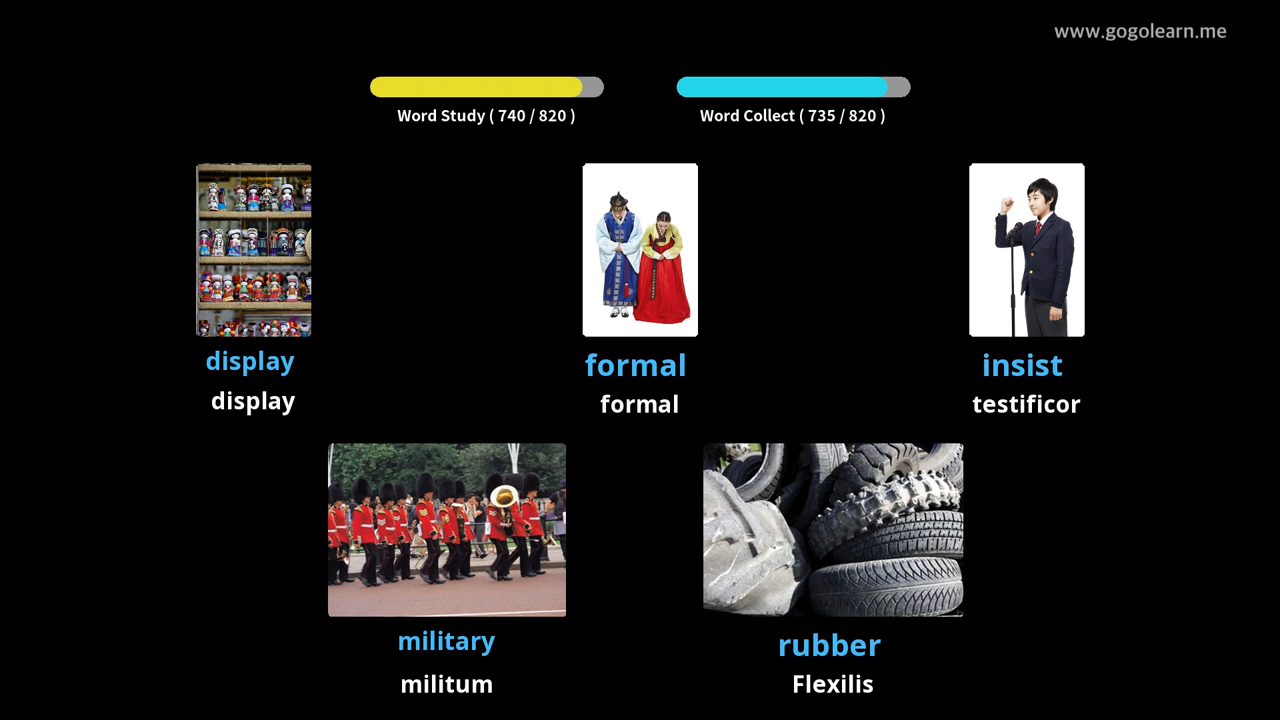 www.gogolearn.me
Word Study ( 740 / 820 )
Word Collect ( 735 / 820 )
display
display
formal
formal
insist
testificor
military
militum
rubber
Flexilis